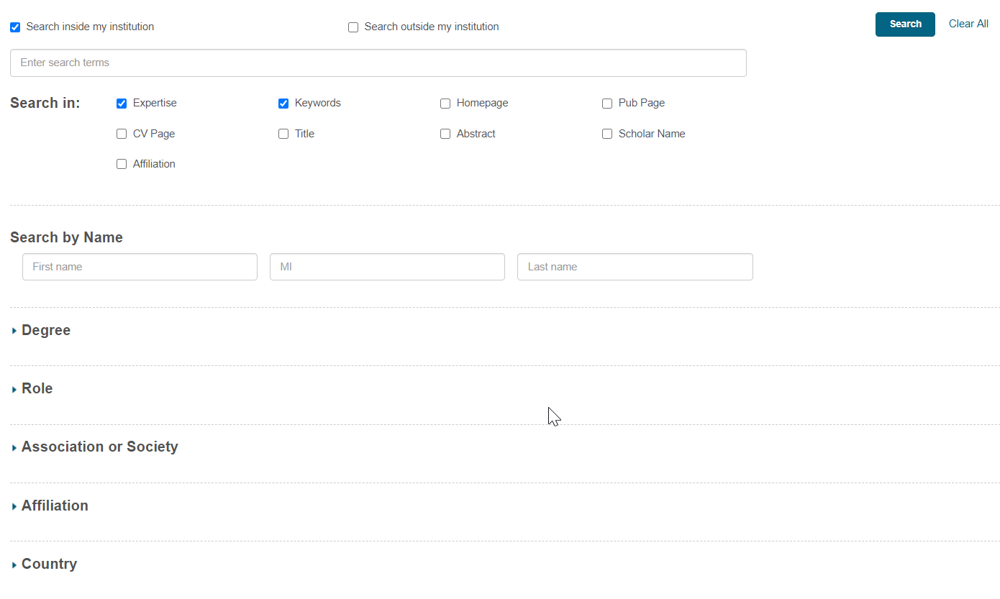 Search inside my institution Search outside my institution Search Clear All
Enter search terms
Search in: Expertise Keywords Homepage Pub Page
CV Page Title Abstract Scholar Name
Affiliation
Search by Name
First name MI Last name
Degree
Role
Association or Society
Affiliation
Country